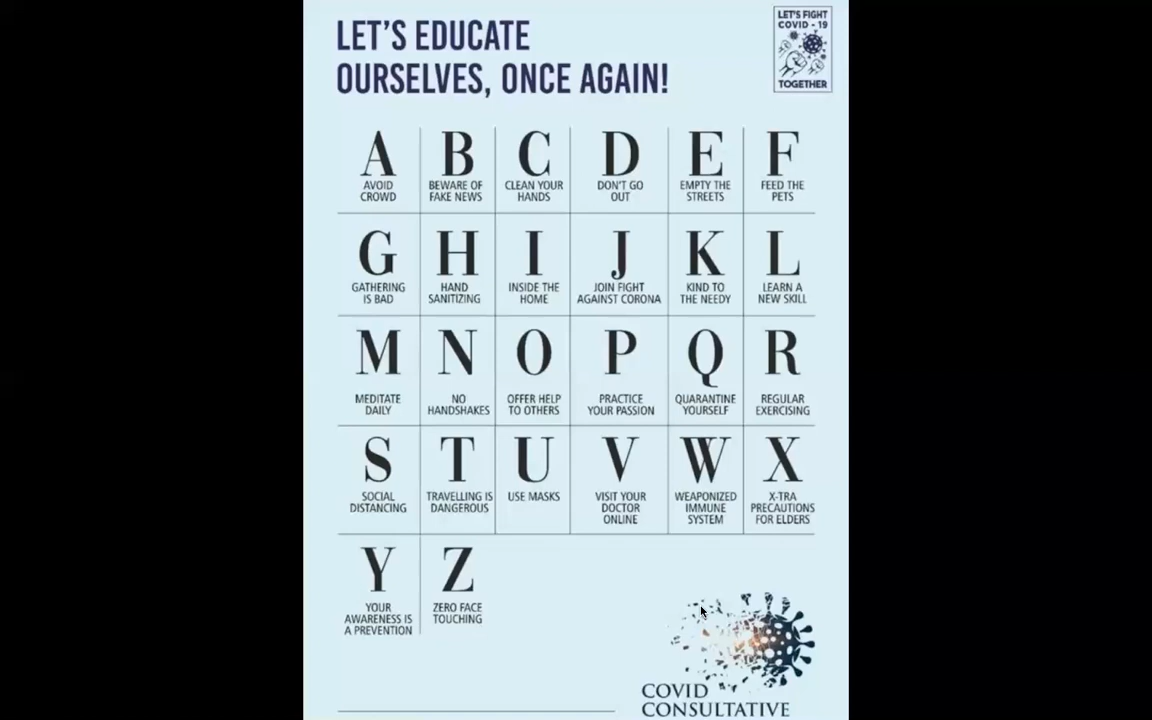 LET'S EDUCATE
OURSELVES, ONCE AGAIN!
LET'S FIGHT
COVID - 19
TOGETHER
A
AVOID
CROWD
B
BEWARE OF
FAKE NEWS
C
CLEAN YOUR
HANDS
D
DON'T GO
OUT
E
EMPTY THE
STREETS
F
FEED THE
PETS
G
GATHERING
IS BAD
H
HAND
SANITIZING
I
INSIDE THE
HOME
J
JOIN FIGHT
AGAINST CORONA
K
KIND TO
THE NEEDY
L
LEARN A
NEW SKILL
M
MEDITATE
DAILY
N
NO
HANDSHAKES
O
OFFER HELP
TO OTHERS
P
PRACTICE
YOUR PASSION
Q
QUARANTINE
YOURSELF
R
REGULAR
EXERCISING
S
SOCIAL
DISTANCING
T
TRAVELLING IS
DANGEROUS
U
USE MASKS
V
VISIT YOUR
DOCTOR
ONLINE
W
WEAPONIZED
IMMUNE
SYSTEM
X
X-TRA
PRECAUTIONS
FOR ELDERS
Y
YOUR
AWARENESS IS
A PREVENTION
Z
ZERO FACE
TOUCHING
COVID
CONSULTATIVE